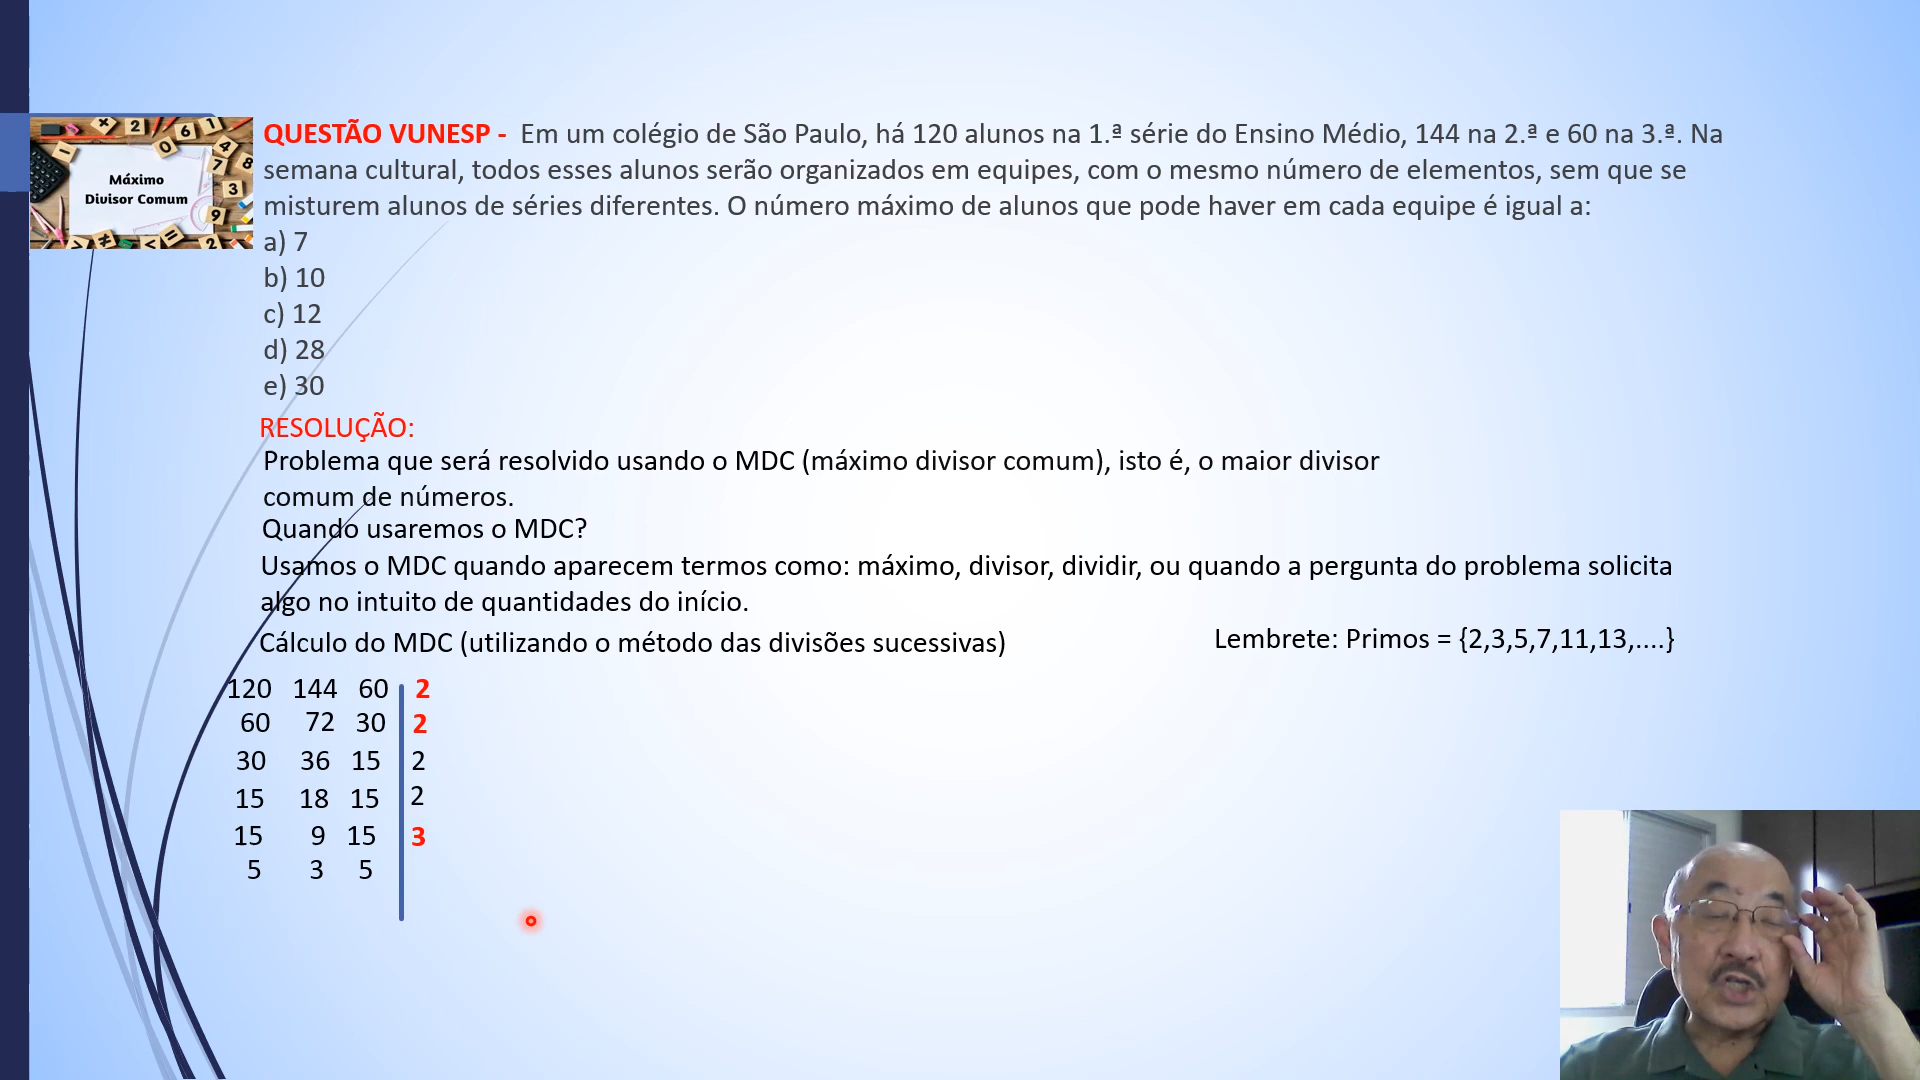 Máximo
Divisor Comum
QUESTÃO VUNESP - Em um colégio de São Paulo, há 120 alunos na 1.ª série do Ensino Médio, 144 na 2.ª e 60 na 3.ª. Na
semana cultural, todos esses alunos serão organizados em equipes, com o mesmo número de elementos, sem que se
misturem alunos de séries diferentes. O número máximo de alunos que pode haver em cada equipe é igual a:
a) 7
b) 10
c) 12
d) 28
e) 30
RESOLUÇÃO:
Problema que será resolvido usando o MDC (máximo divisor comum), isto é, o maior divisor
comum de números.
Quando usaremos o MDC?
Usamos o MDC quando aparecem termos como: máximo, divisor, dividir, ou quando a pergunta do problema solicita
algo no intuito de quantidades do início.
Cálculo do MDC (utilizando o método das divisões sucessivas)
Lembrete: Primos = {2,3,5,7,11,13,....}
120 144 60 2
60 72 30 2
30 36 15 2
15 18 15 2
15 9 15 3
5 3 5